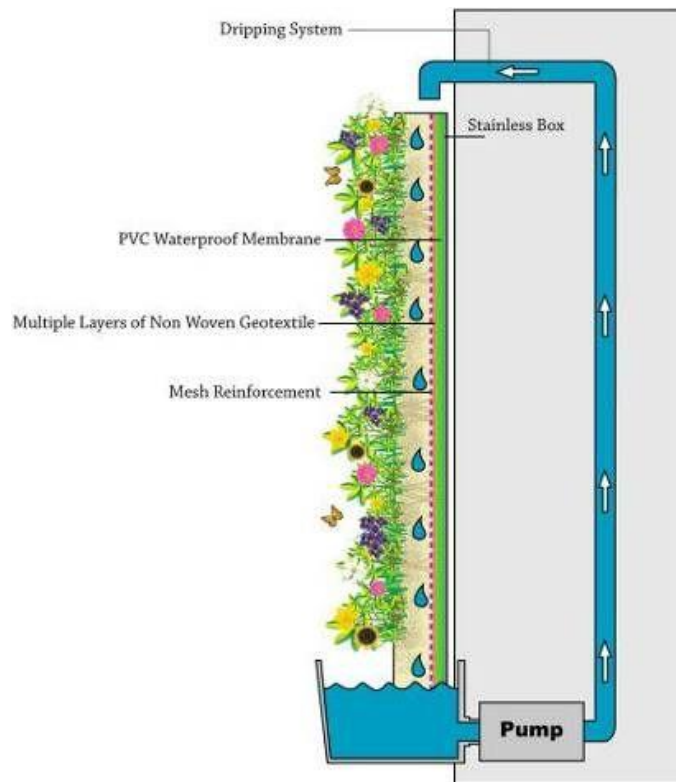 Dripping System
Stainless Box
PVC Waterproof Membrane
Multiple Layers of Non Woven Geotextile
Mesh Reinforcement
Pump